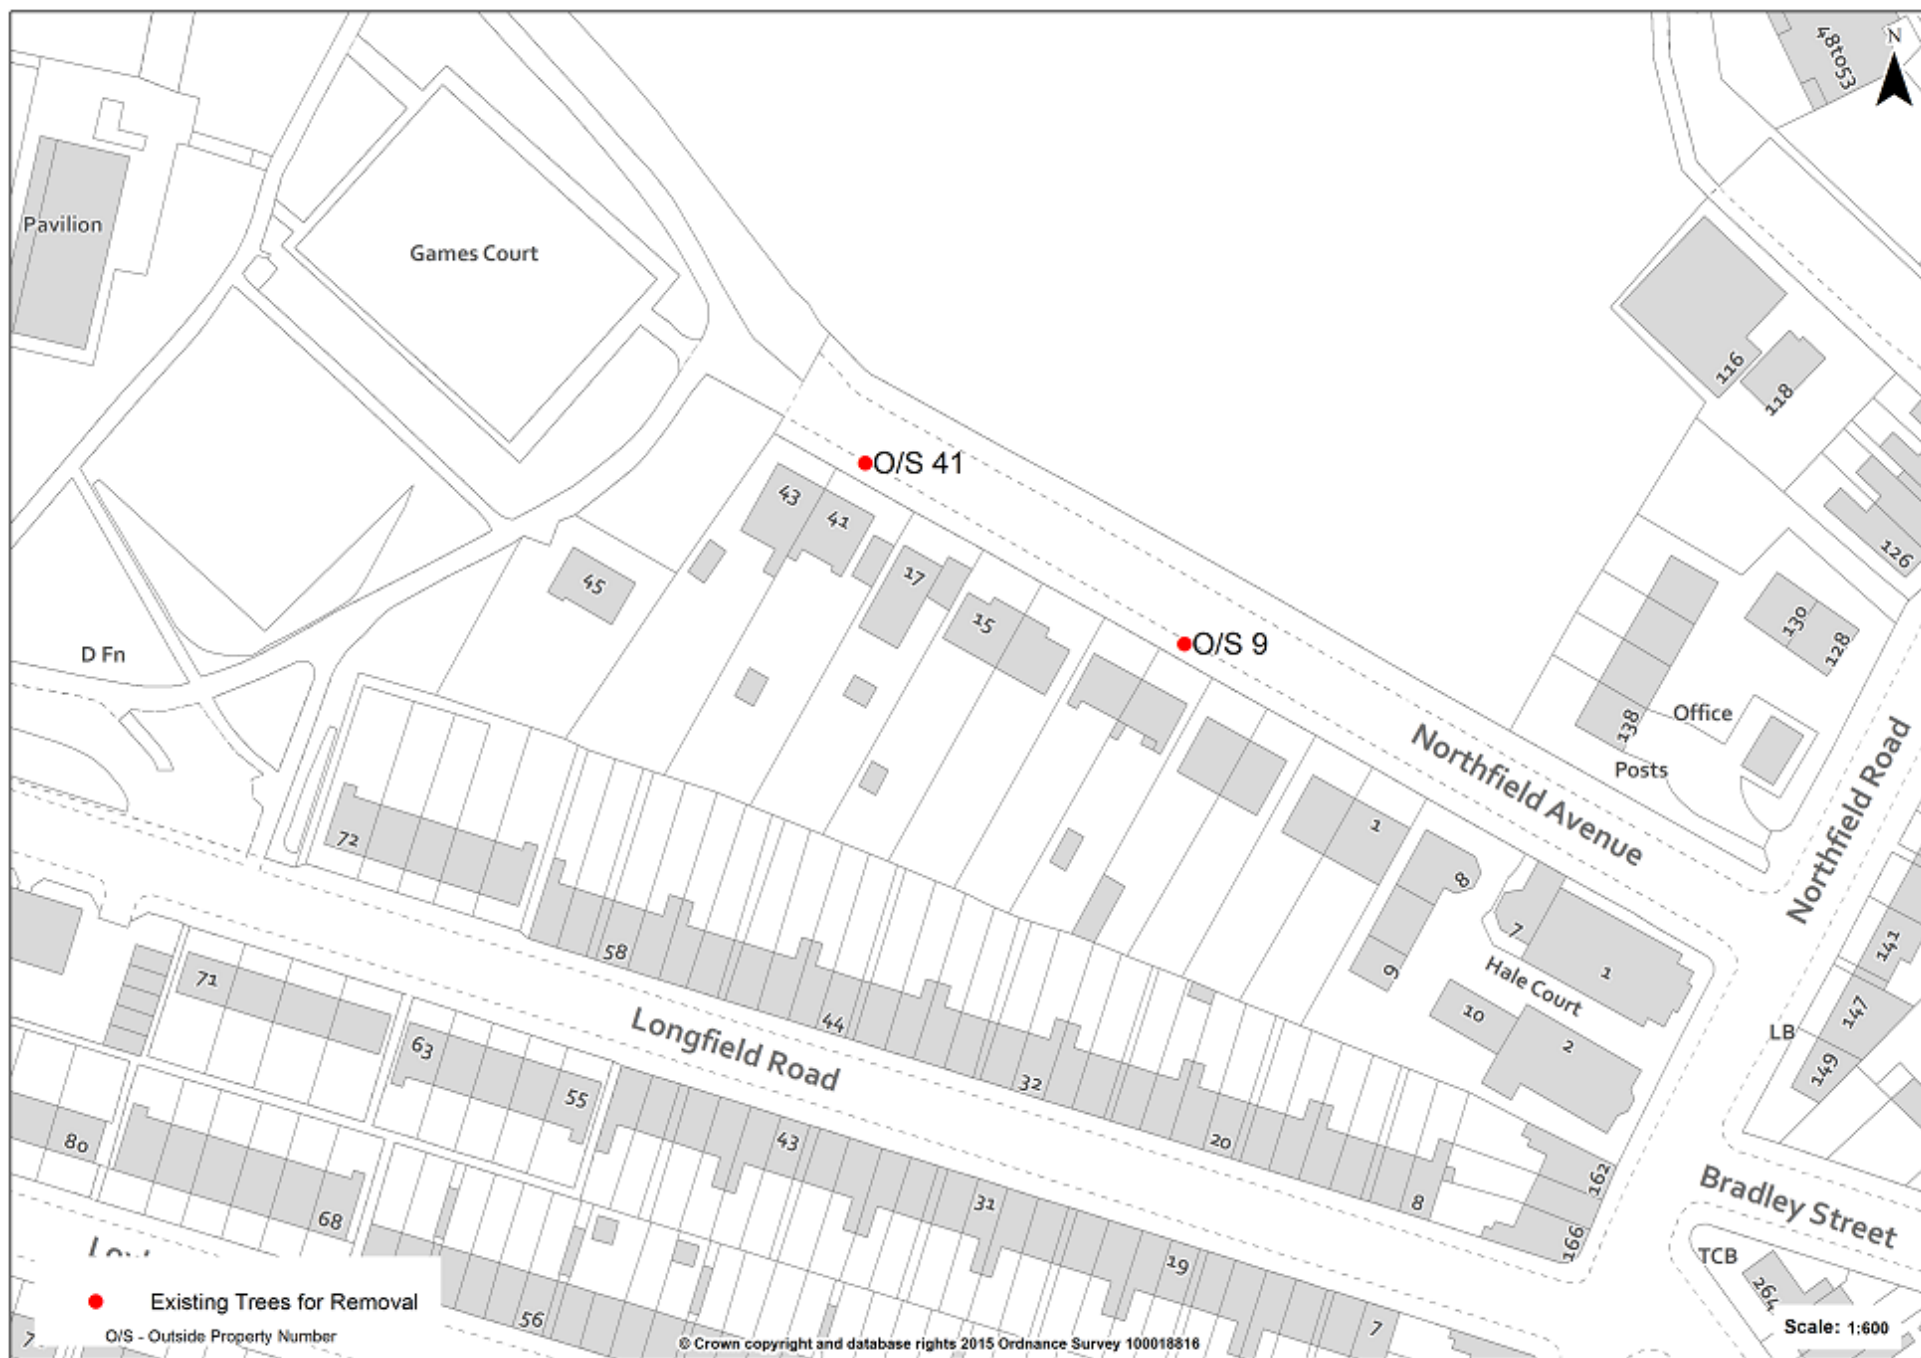 48to53
N
Pavilion
Games Court
116
118
O/S 41
43
41
126
17
45
15
130
128
O/S 9
D Fn
Office
138
Posts
Northfield Avenue
Northfield Road
72
1
8
7
58
9
Hale Court
1
141
71
10
147
LB
44
2
149
Longfield Road
63
32
55
80
43
20
162
31
8
Bradley Street
68
166
19
TCB
264
56
7
Existing Trees for Removal
O/S - Outside Property Number
© Crown copyright and database rights 2015 Ordnance Survey 100018816
Scale: 1:600